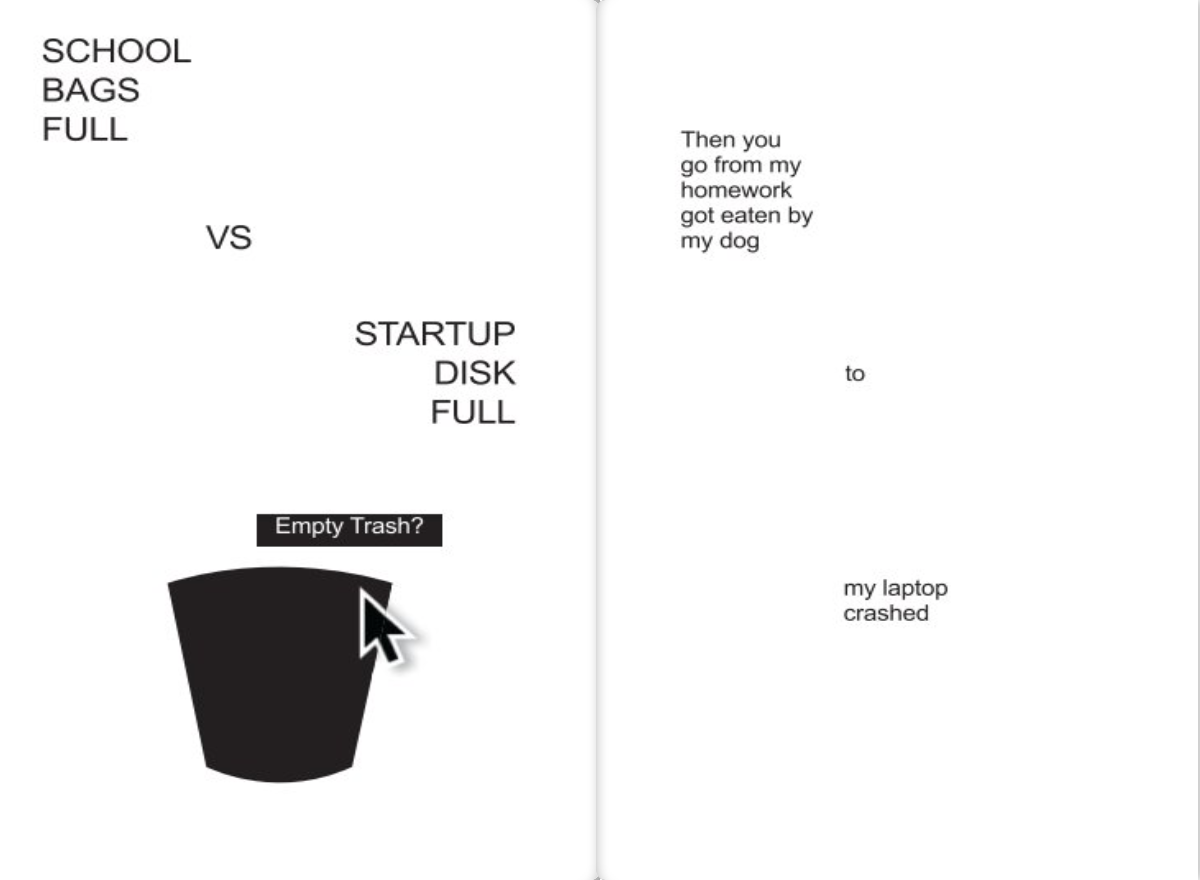 SCHOOL
BAGS
FULL
VS
STARTUP
DISK
FULL
Empty Trash?
Then you
go from my
homework
got eaten by
my dog
to
my laptop
crashed